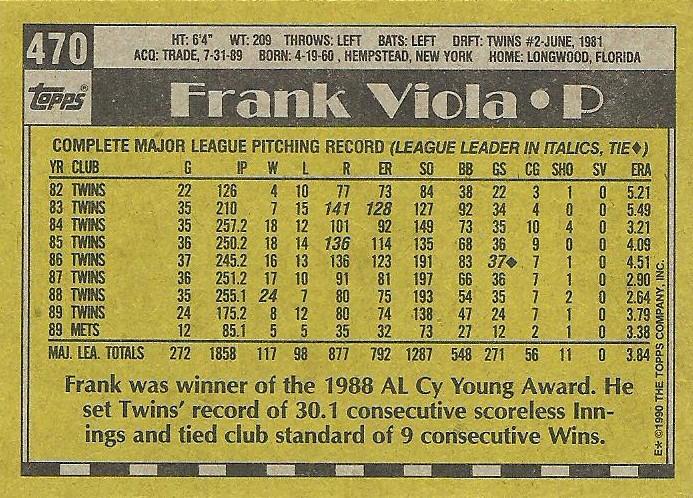 470
HT: 6'4" WT: 209 THROWS: LEFT BATS: LEFT DRFT: TWINS #2-JUNE, 1981
ACQ: TRADE, 7-31-89 BORN: 4-19-60 , HEMPSTEAD, NEW YORK HOME: LONGWOOD, FLORIDA
topps®
Frank Viola • P
COMPLETE MAJOR LEAGUE PITCHING RECORD (LEAGUE LEADER IN ITALICS, TIE♦)
YR CLUB G IP W L R ER SO BB GS CG SHO SV ERA
82 TWINS 22 126 4 10 77 73 84 38 22 3 1 0 5.21
83 TWINS 35 210 7 15 141 128 127 92 34 4 0 0 5.49
84 TWINS 35 257.2 18 12 101 92 149 73 35 10 4 0 3.21
85 TWINS 36 250.2 18 14 136 114 135 68 36 9 0 0 4.09
86 TWINS 37 245.2 16 13 136 123 191 83 37♦ 7 1 0 4.51
87 TWINS 36 251.2 17 10 91 81 197 66 36 7 1 0 2.90
88 TWINS 35 255.1 24 7 80 75 193 54 35 7 2 0 2.64
89 TWINS 24 175.2 8 12 80 74 138 47 24 7 1 0 3.79
89 METS 12 85.1 5 5 35 32 73 27 12 2 1 0 3.38
MAJ. LEA. TOTALS 272 1858 117 98 877 792 1287 548 271 56 11 0 3.84
Frank was winner of the 1988 AL Cy Young Award. He
set Twins' record of 30.1 consecutive scoreless Inn-
ings and tied club standard of 9 consecutive Wins.
E* ©1990 THE TOPPS COMPANY, INC.